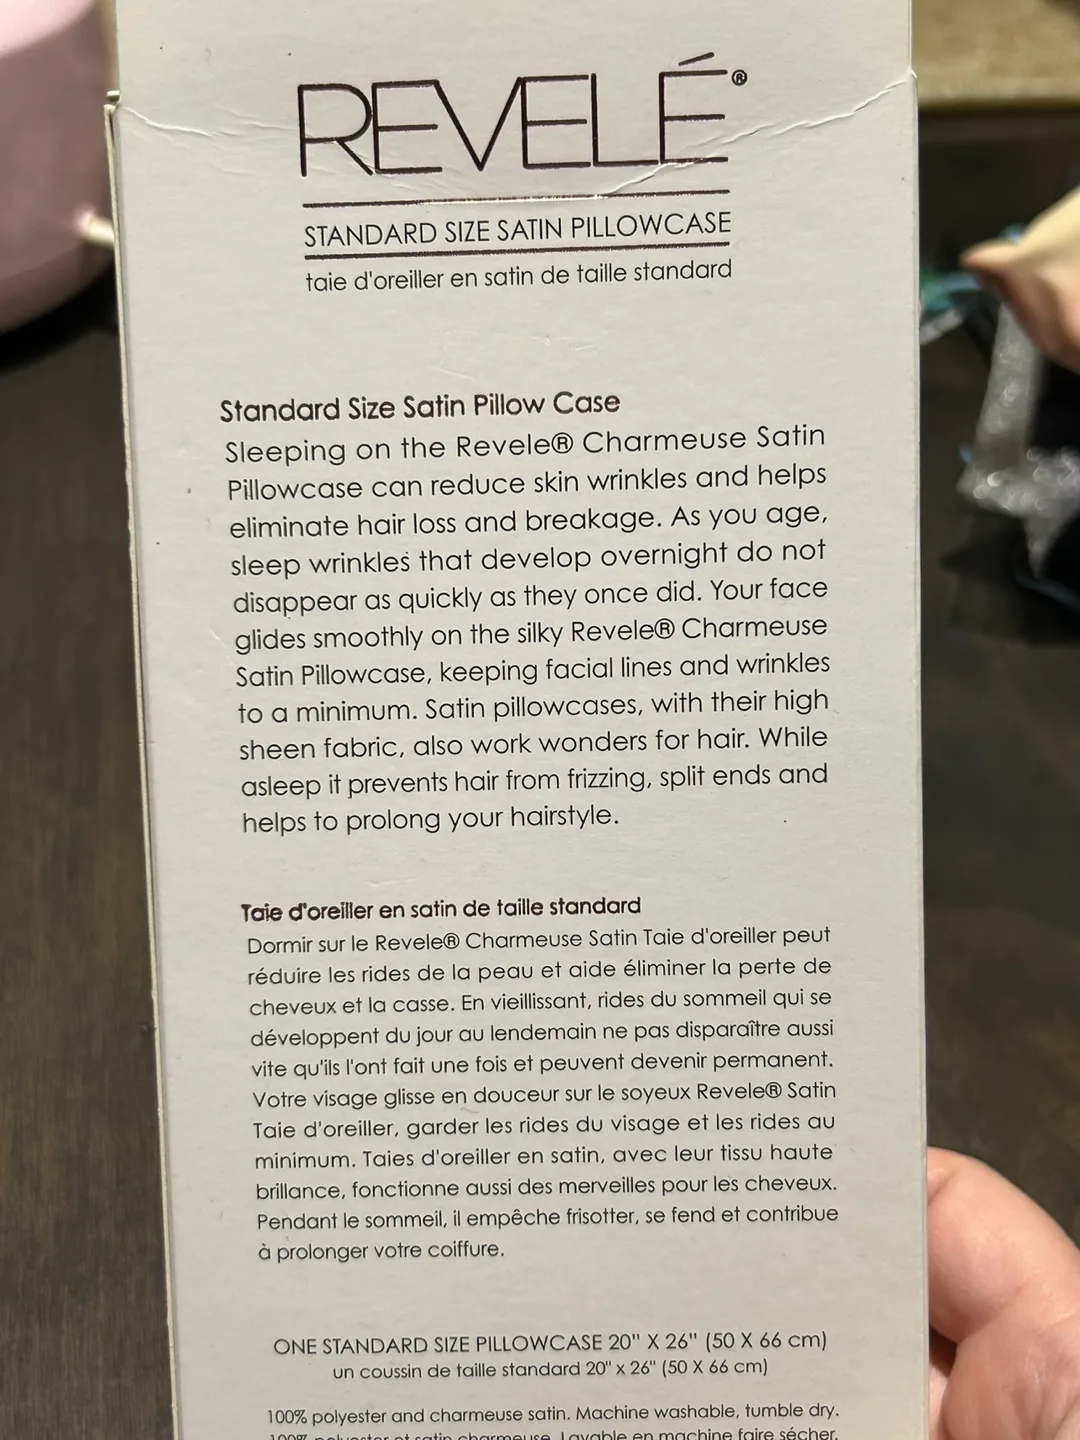 REVELÉ®
STANDARD SIZE SATIN PILLOWCASE
taie d'oreiller en satin de taille standard
Standard Size Satin Pillow Case
Sleeping on the Revele® Charmeuse Satin
Pillowcase can reduce skin wrinkles and helps
eliminate hair loss and breakage. As you age,
sleep wrinkles that develop overnight do not
disappear as quickly as they once did. Your face
glides smoothly on the silky Revele® Charmeuse
Satin Pillowcase, keeping facial lines and wrinkles
to a minimum. Satin pillowcases, with their high
sheen fabric, also work wonders for hair. While
asleep it prevents hair from frizzing, split ends and
helps to prolong your hairstyle.
Taie d'oreiller en satin de taille standard
Dormir sur le Revele® Charmeuse Satin Taie d'oreiller peut
réduire les rides de la peau et aide éliminer la perte de
cheveux et la casse. En vieillissant, rides du sommeil qui se
développent du jour au lendemain ne pas disparaître aussi
vite qu'ils l'ont fait une fois et peuvent devenir permanent.
Votre visage glisse en douceur sur le soyeux Revele® Satin
Taie d'oreiller, garder les rides du visage et les rides au
minimum. Taies d'oreiller en satin, avec leur tissu haute
brillance, fonctionne aussi des merveilles pour les cheveux.
Pendant le sommeil, il empêche frisotter, se fend et contribue
à prolonger votre coiffure.
ONE STANDARD SIZE PILLOWCASE 20" X 26" (50 X 66 cm)
un coussin de taille standard 20" x 26" (50 X 66 cm)
100% polyester and charmeuse satin. Machine washable, tumble dry.
100% polyester et satin charmeuse. Lavable en machine faire sécher.